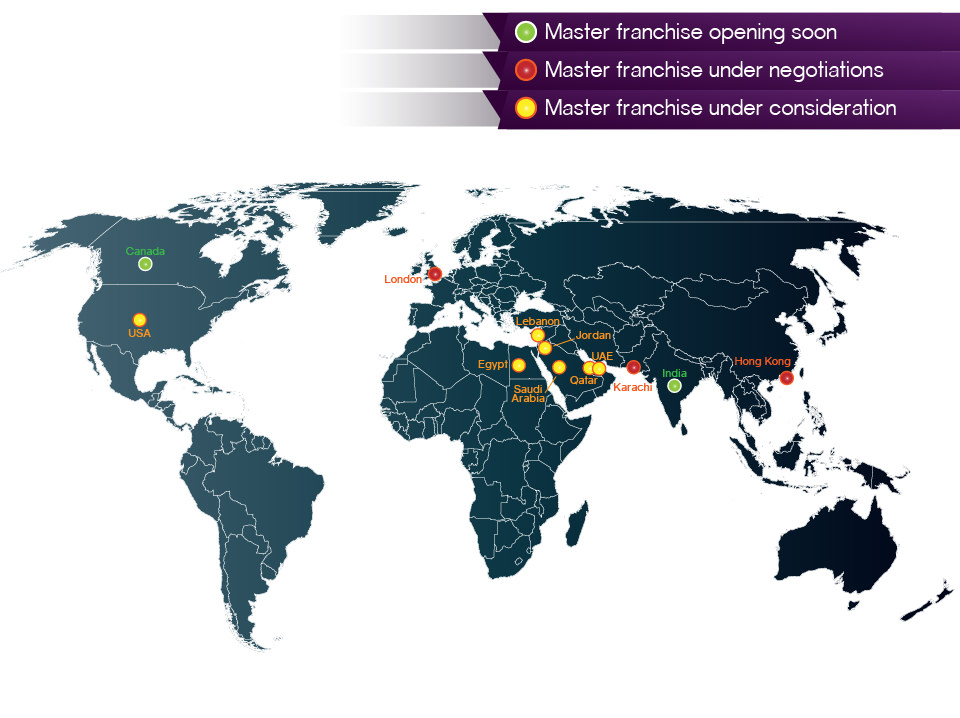 Master franchise opening soon
Master franchise under negotiations
Master franchise under consideration
Canada
London
USA
Lebanon
Jordan
Egypt
UAE
Qatar
Saudi
Arabia
Karachi
India
Hong Kong